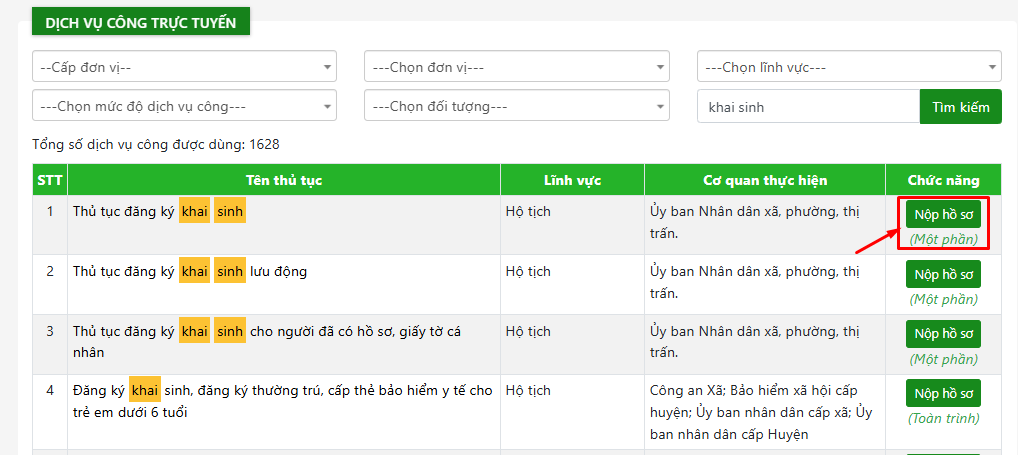 DỊCH VỤ CÔNG TRỰC TUYẾN
--Cấp đơn vị-- ---Chọn đơn vị--- ---Chọn lĩnh vực---
---Chọn mức độ dịch vụ công--- ---Chọn đối tượng--- khai sinh Tìm kiếm
Tổng số dịch vụ công được dùng: 1628
STT Tên thủ tục Lĩnh vực Cơ quan thực hiện Chức năng
1 Thủ tục đăng ký khai sinh Hộ tịch Ủy ban Nhân dân xã, phường, thị Nộp hồ sơ
trấn. (Một phần)
2 Thủ tục đăng ký khai sinh lưu động Hộ tịch Ủy ban Nhân dân xã, phường, thị Nộp hồ sơ
trấn. (Một phần)
3 Thủ tục đăng ký khai sinh cho người đã có hồ sơ, giấy tờ cá Hộ tịch Ủy ban Nhân dân xã, phường, thị Nộp hồ sơ
nhân trấn. (Một phần)
4 Đăng ký khai sinh, đăng ký thường trú, cấp thẻ bảo hiểm y tế cho Hộ tịch Công an Xã; Bảo hiểm xã hội cấp Nộp hồ sơ
trẻ em dưới 6 tuổi huyện; Ủy ban nhân dân cấp xã; Ủy (Toàn trình)
ban nhân dân cấp Huyện